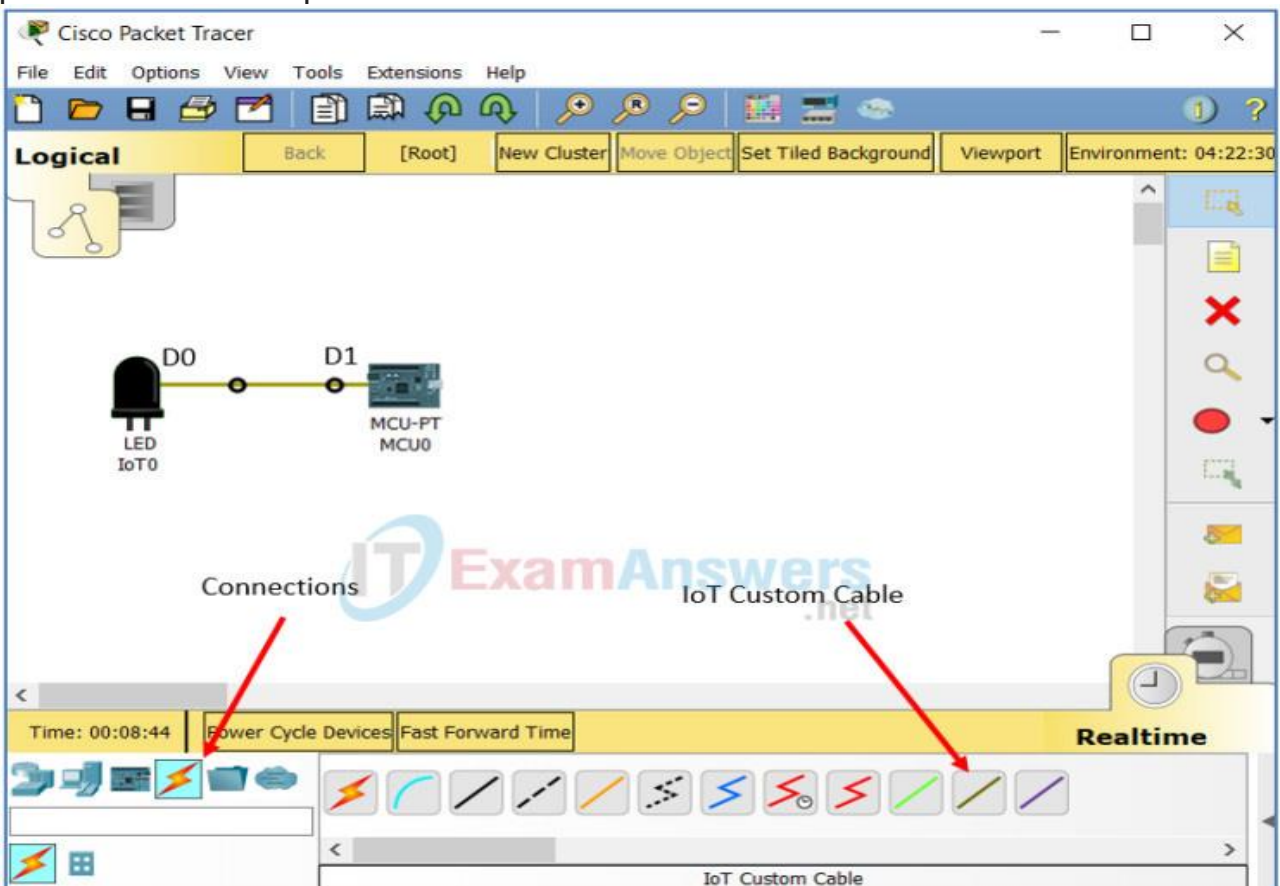 Cisco Packet Tracer
File Edit Options View Tools Extensions Help
R
i ?
Logical Back [Root] New Cluster Move Object Set Tiled Background Viewport Environment: 04:22:30
D0 D1
MCU-PT
MCU0
LED
IoT0
ITExamAnswers
.net
Connections
IoT Custom Cable
Time: 00:08:44 Power Cycle Devices Fast Forward Time
Realtime
IoT Custom Cable